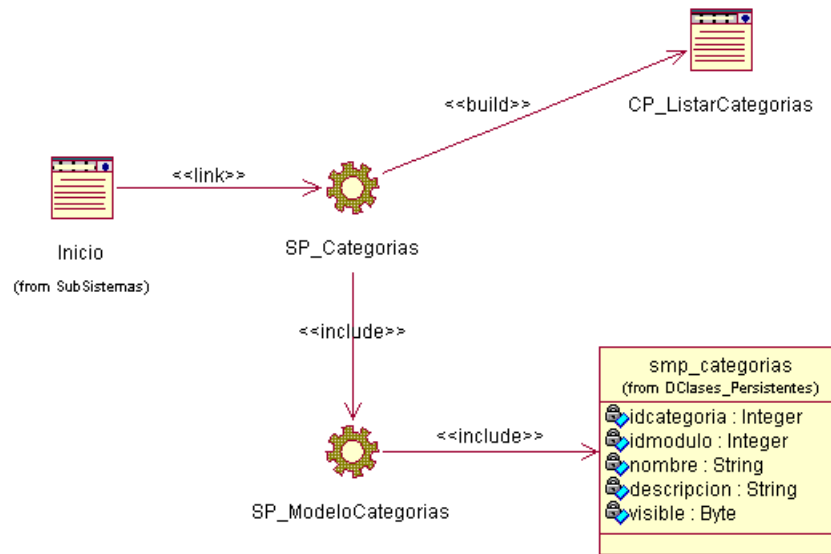 CP_ListarCategorias
<<build>>
<<link>>
Inicio
(from SubSistemas)
SP_Categorias
<<include>>
smp_categorias
(from DClases_Persistentes)
idcategoria : Integer
idmodulo : Integer
nombre : String
descripcion : String
visible : Byte
<<include>>
SP_ModeloCategorias